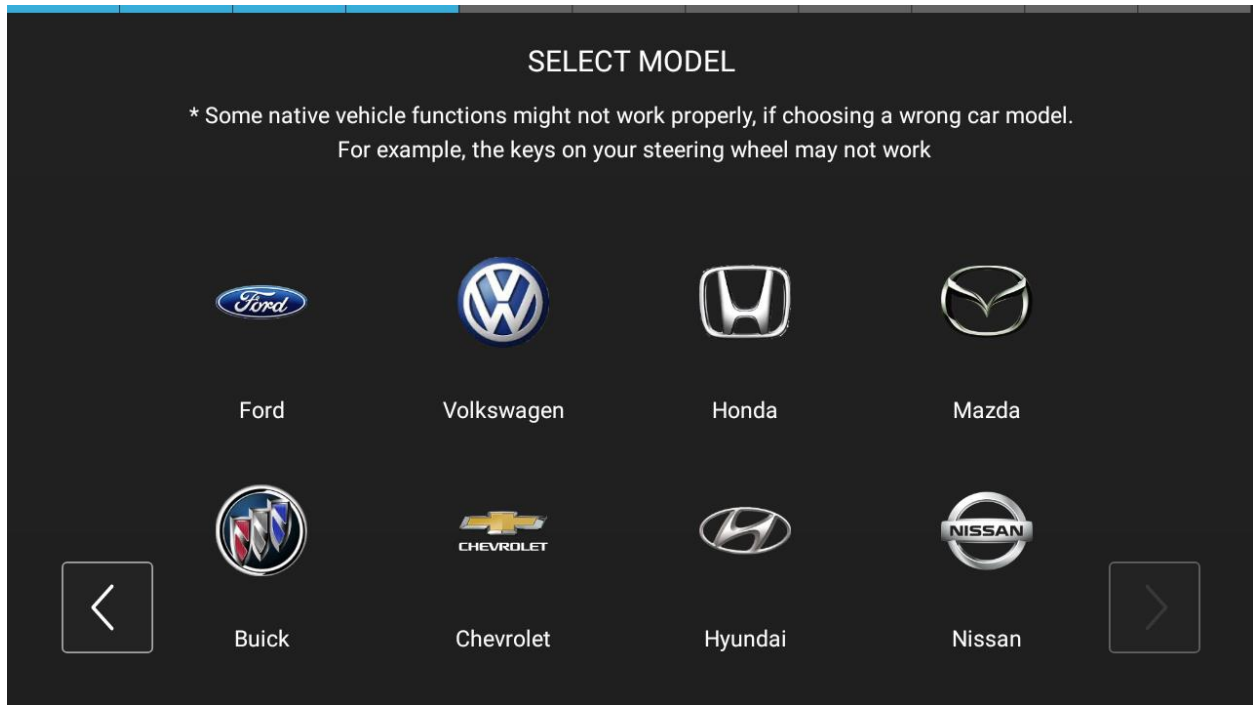 SELECT MODEL
* Some native vehicle functions might not work properly, if choosing a wrong car model.
For example, the keys on your steering wheel may not work
Ford
Ford Volkswagen Honda Mazda
CHEVROLET
NISSAN
Buick Chevrolet Hyundai Nissan